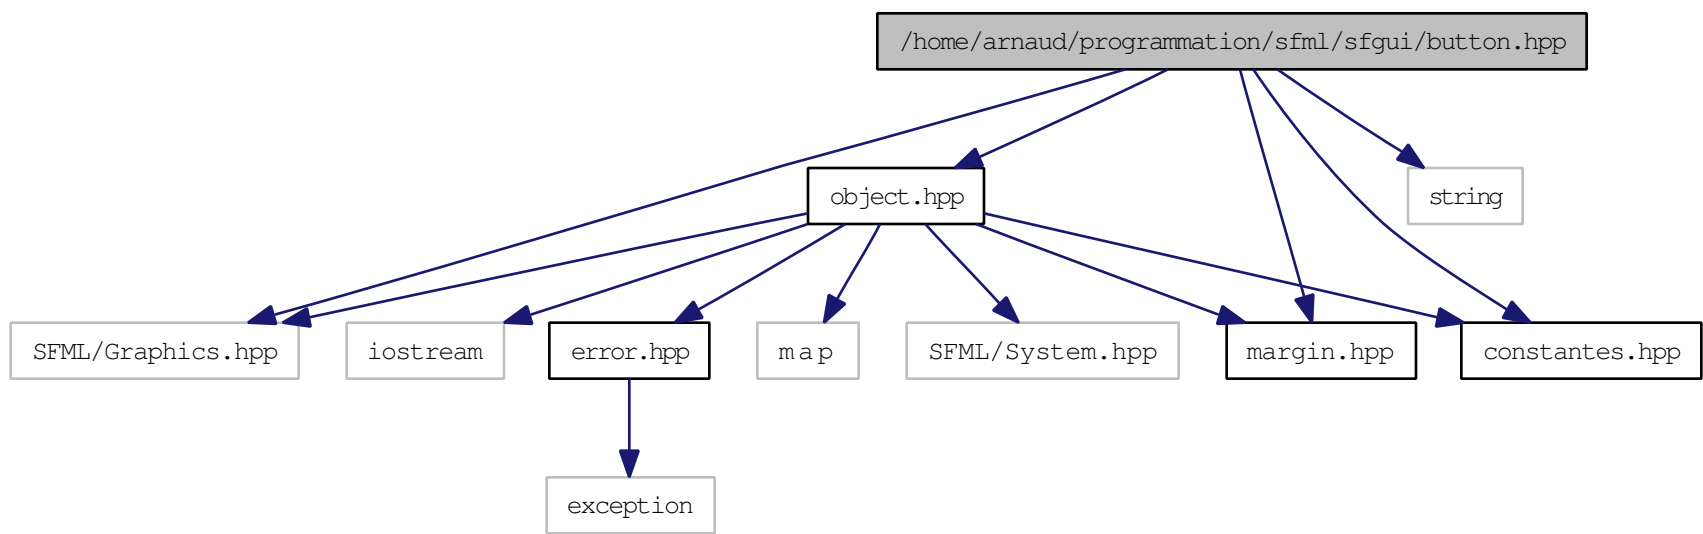 /home/arnaud/programmation/sfml/sfgui/button.hpp
object.hpp
string
SFML/Graphics.hpp
iostream
error.hpp
map
SFML/System.hpp
margin.hpp
constantes.hpp
exception